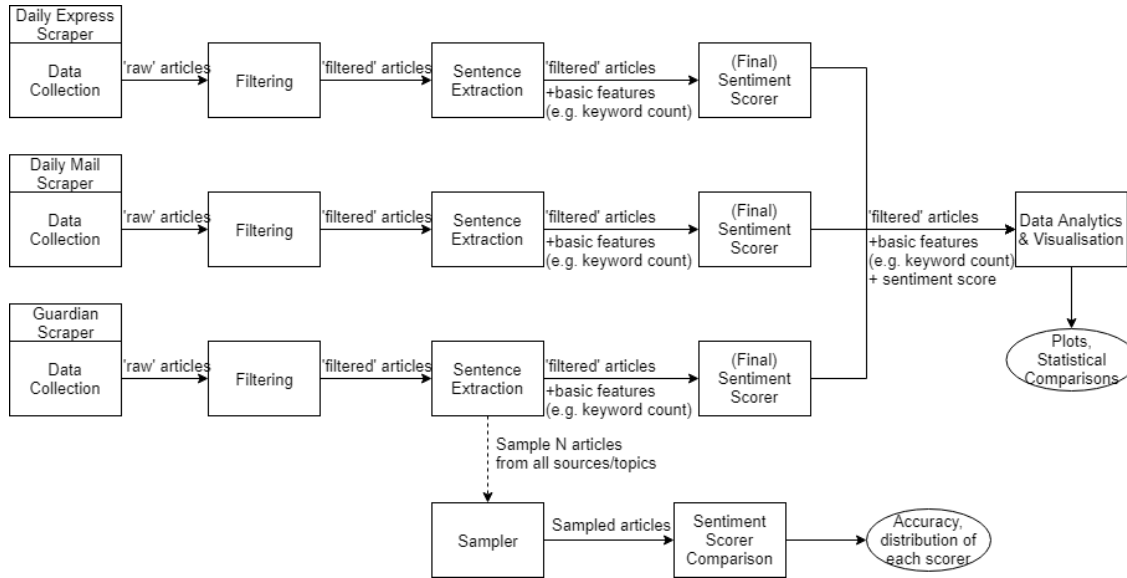 Daily Express
Scraper
Data
Collection
'raw' articles
Filtering
'filtered' articles
Sentence
Extraction
'filtered' articles
+basic features
(e.g. keyword count)
(Final)
Sentiment
Scorer
Daily Mail
Scraper
Data
Collection
'raw' articles
Filtering
'filtered' articles
Sentence
Extraction
'filtered' articles
+basic features
(e.g. keyword count)
(Final)
Sentiment
Scorer
'filtered' articles
+basic features
(e.g. keyword count)
+ sentiment score
Data Analytics
& Visualisation
Plots,
Statistical
Comparisons
Guardian
Scraper
Data
Collection
'raw' articles
Filtering
'filtered' articles
Sentence
Extraction
'filtered' articles
+basic features
(e.g. keyword count)
(Final)
Sentiment
Scorer
Sample N articles
from all sources/topics
Sampler
Sampled articles
Sentiment
Scorer
Comparison
Accuracy,
distribution of
each scorer